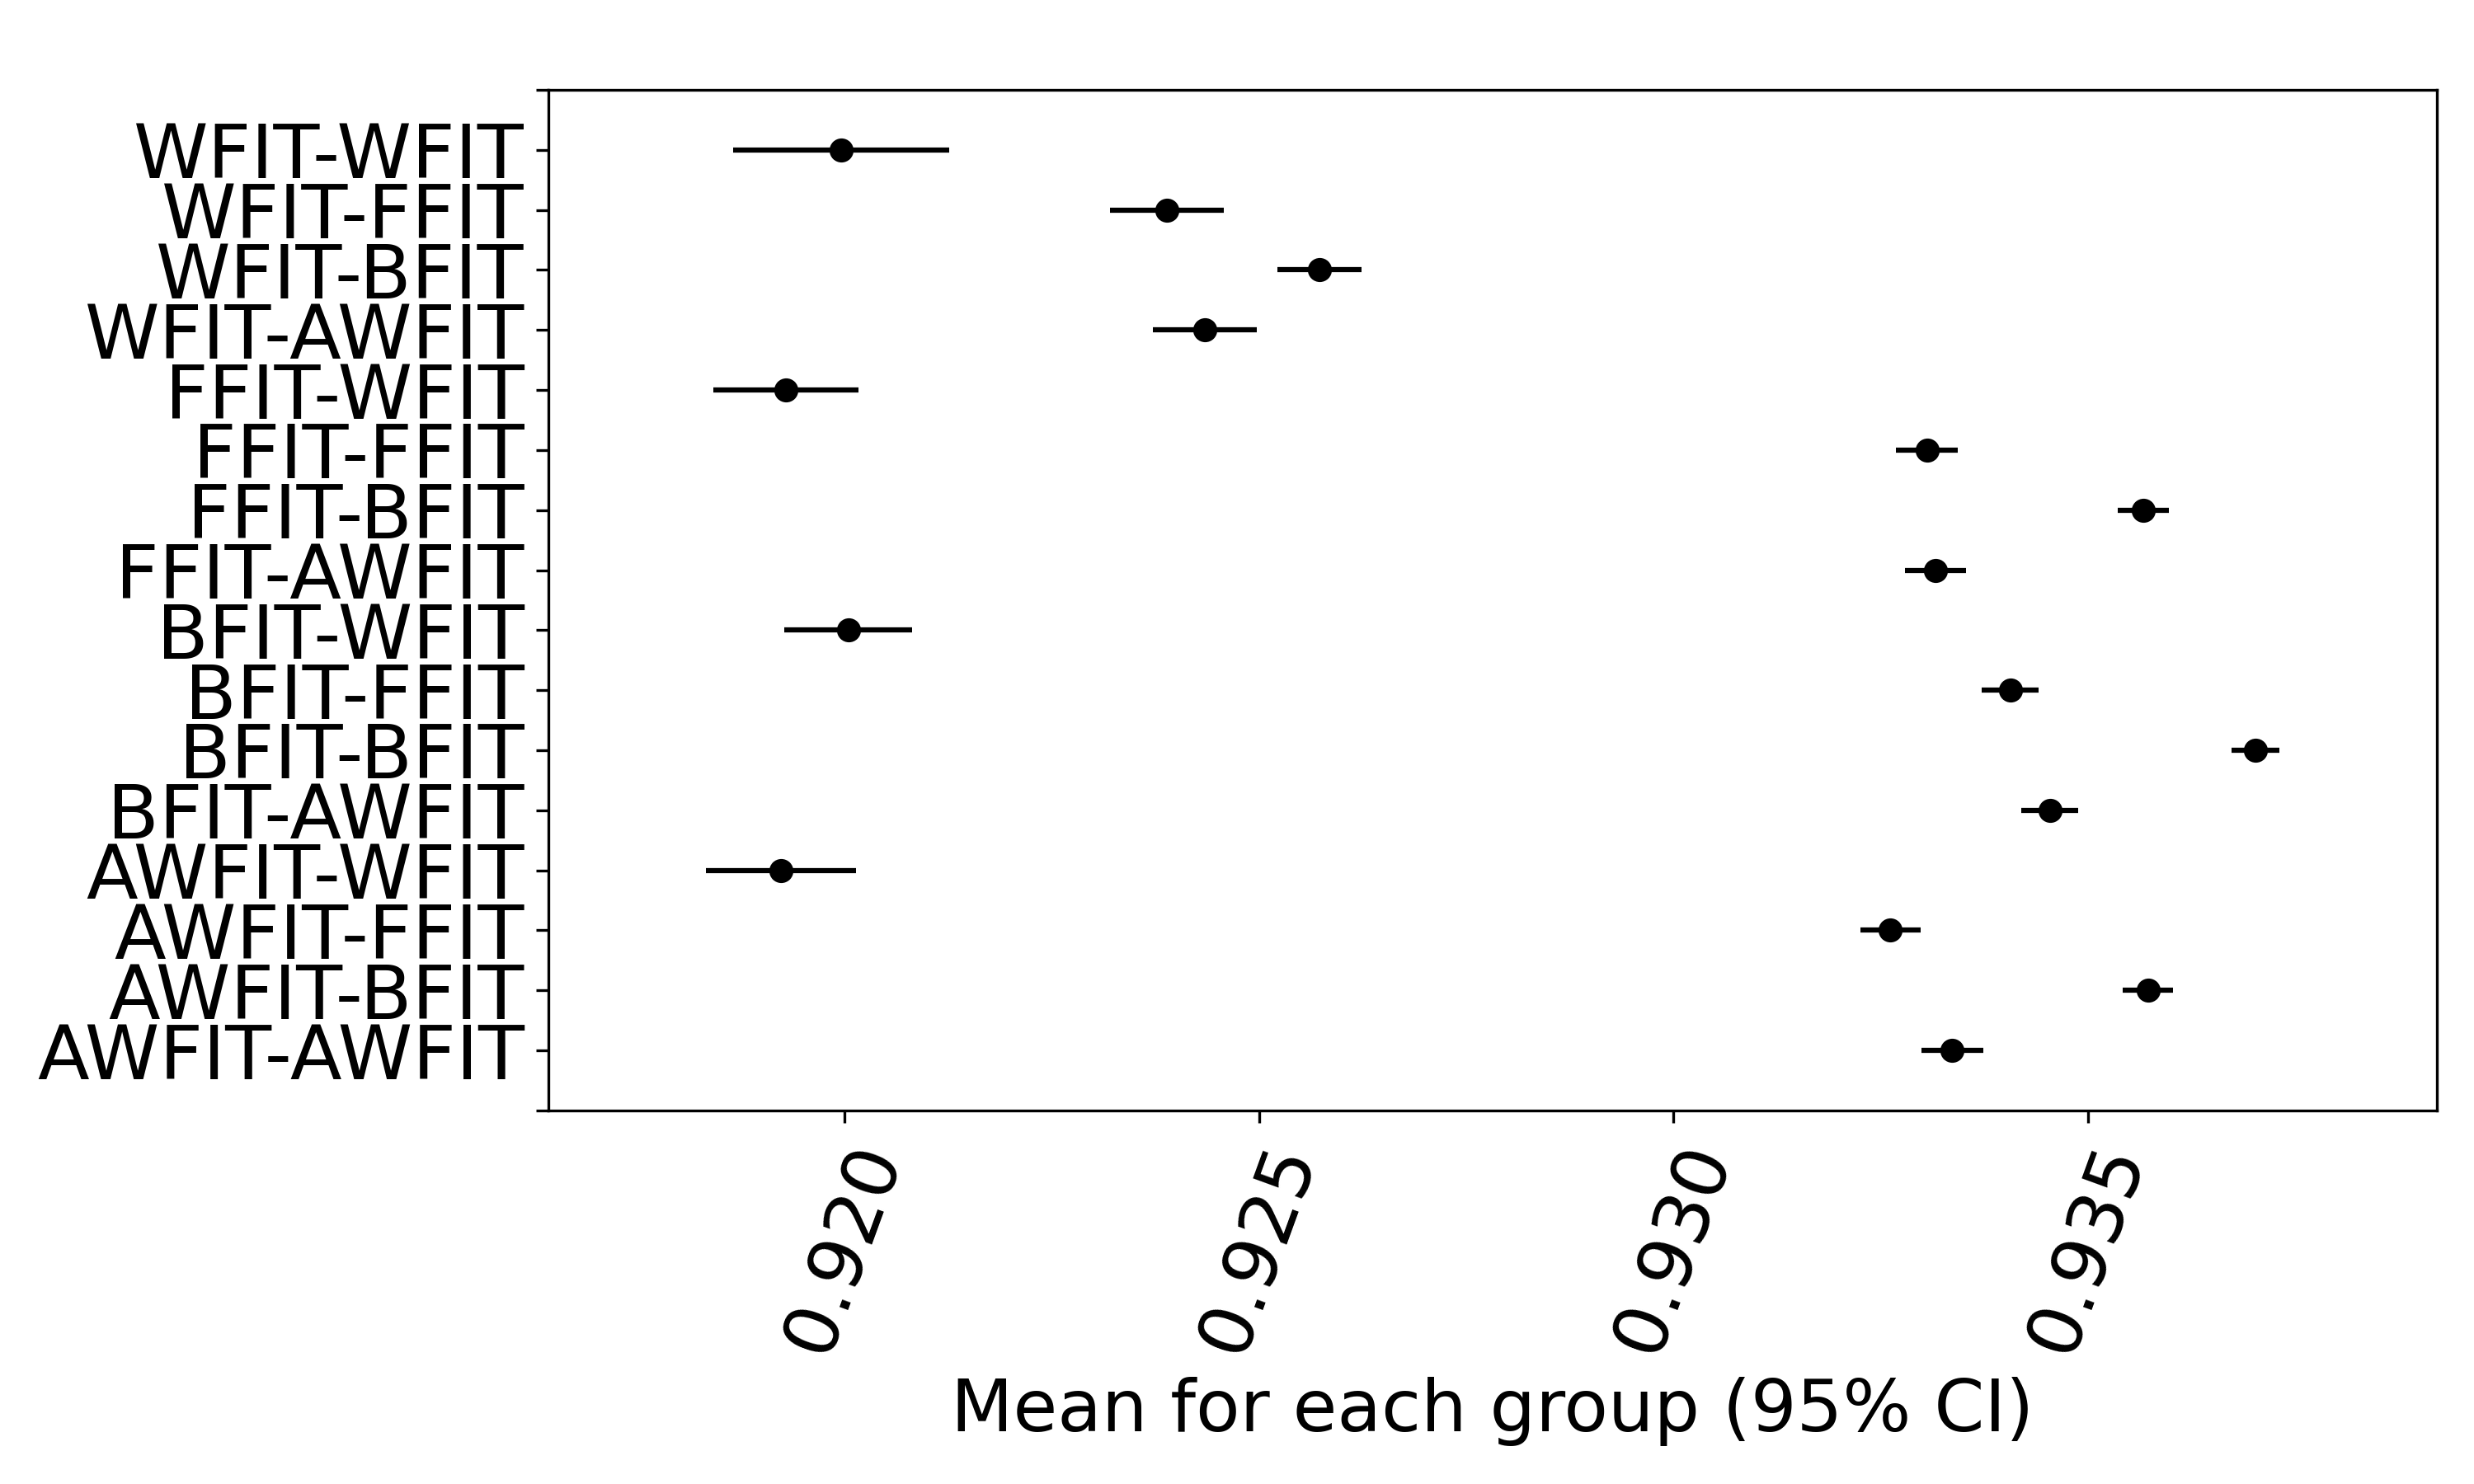 WFIT-WFIT
WFIT-FFIT
WFIT-BFIT
WFIT-AWFIT
FFIT-WFIT
FFIT-FFIT
FFIT-BFIT
FFIT-AWFIT
BFIT-WFIT
BFIT-FFIT
BFIT-BFIT
BFIT-AWFIT
AWFIT-WFIT
AWFIT-FFIT
AWFIT-BFIT
AWFIT-AWFIT
0.920 0.925 0.930 0.935
Mean for each group (95% CI)